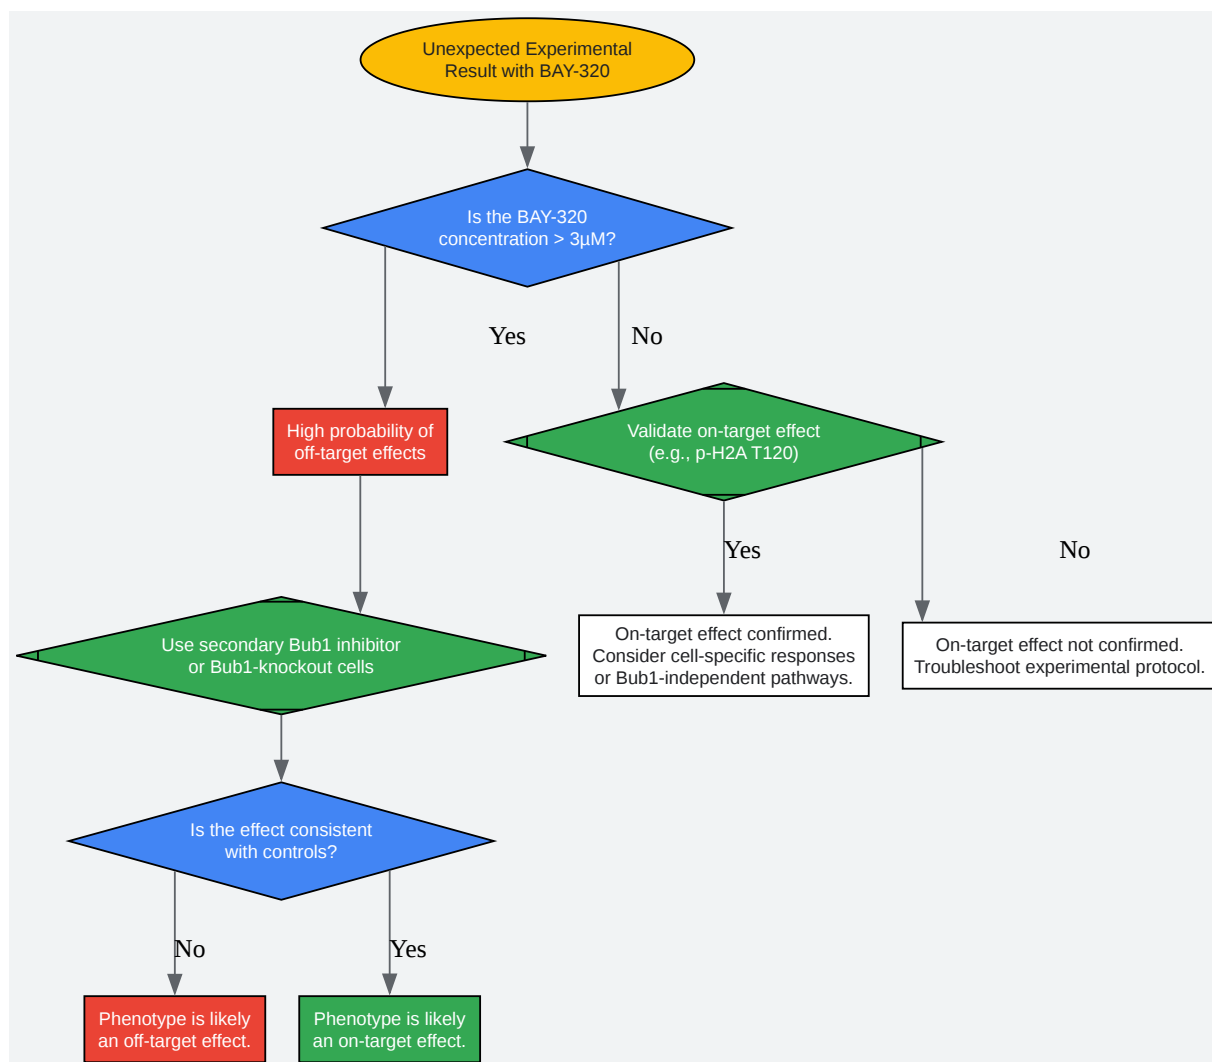 Unexpected Experimental
Result with BAY-320
Is the BAY-320
concentration > 3µM?
Yes
No
High probability of
off-target effects
Validate on-target effect
(e.g., p-H2A T120)
Yes
No
On-target effect confirmed.
Consider cell-specific responses
or Bub1-independent pathways.
On-target effect not confirmed.
Troubleshoot experimental protocol.
Use secondary Bub1 inhibitor
or Bub1-knockout cells
Is the effect consistent
with controls?
No
Yes
Phenotype is likely
an off-target effect.
Phenotype is likely
an on-target effect.